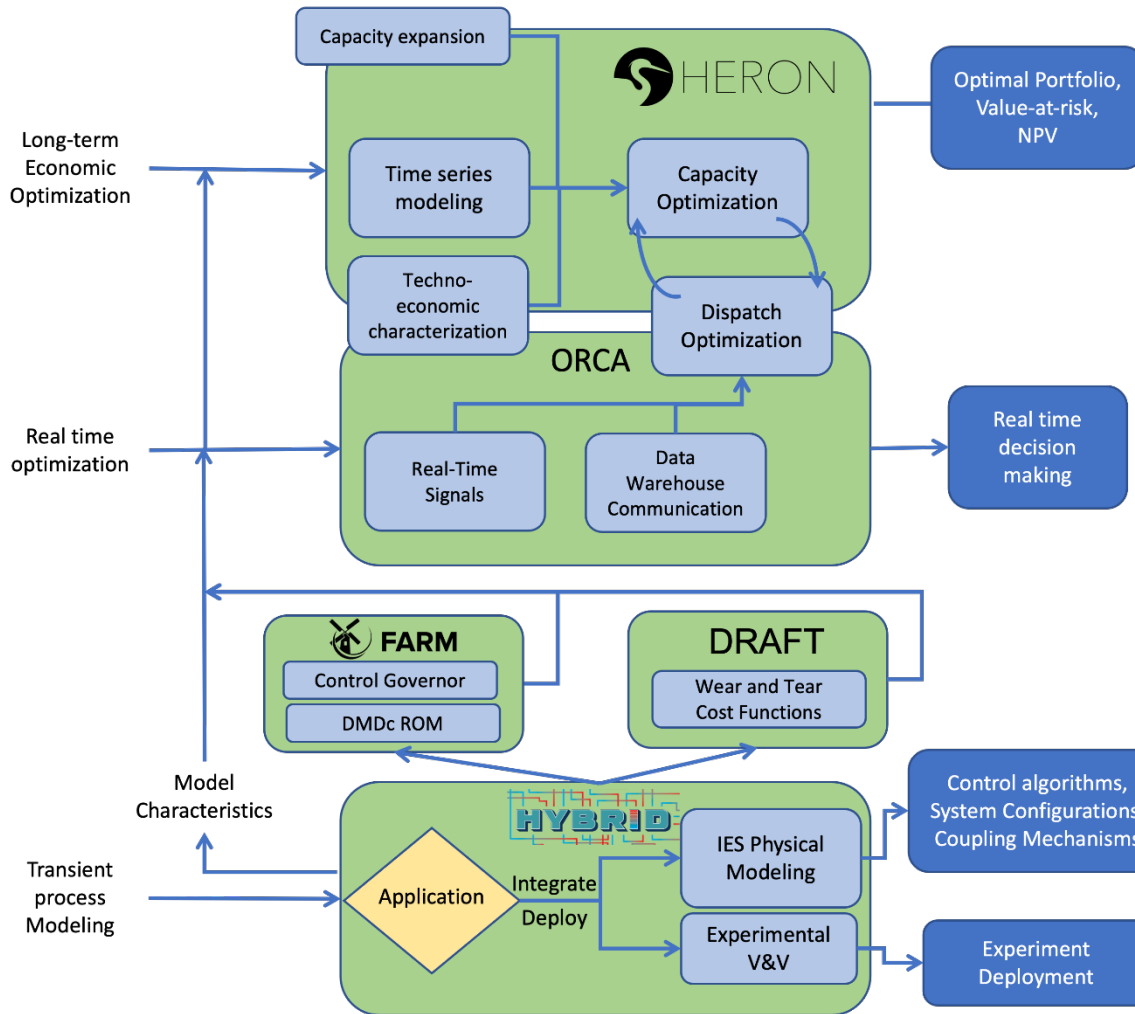 Capacity expansion
HERON
Optimal Portfolio,
Value-at-risk,
NPV
Long-term
Economic
Optimization
Time series
modeling
Capacity
Optimization
Techno-
economic
characterization
Dispatch
Optimization
ORCA
Real time
optimization
Real-Time
Signals
Data
Warehouse
Communication
Real time
decision
making
FARM
Control Governor
DMDc ROM
DRAFT
Wear and Tear
Cost Functions
Model
Characteristics
HYBRID
Transient
process
Modeling
Application
Integrate
Deploy
IES Physical
Modeling
Experimental
V&V
Control algorithms,
System Configurations
Coupling Mechanisms
Experiment
Deployment